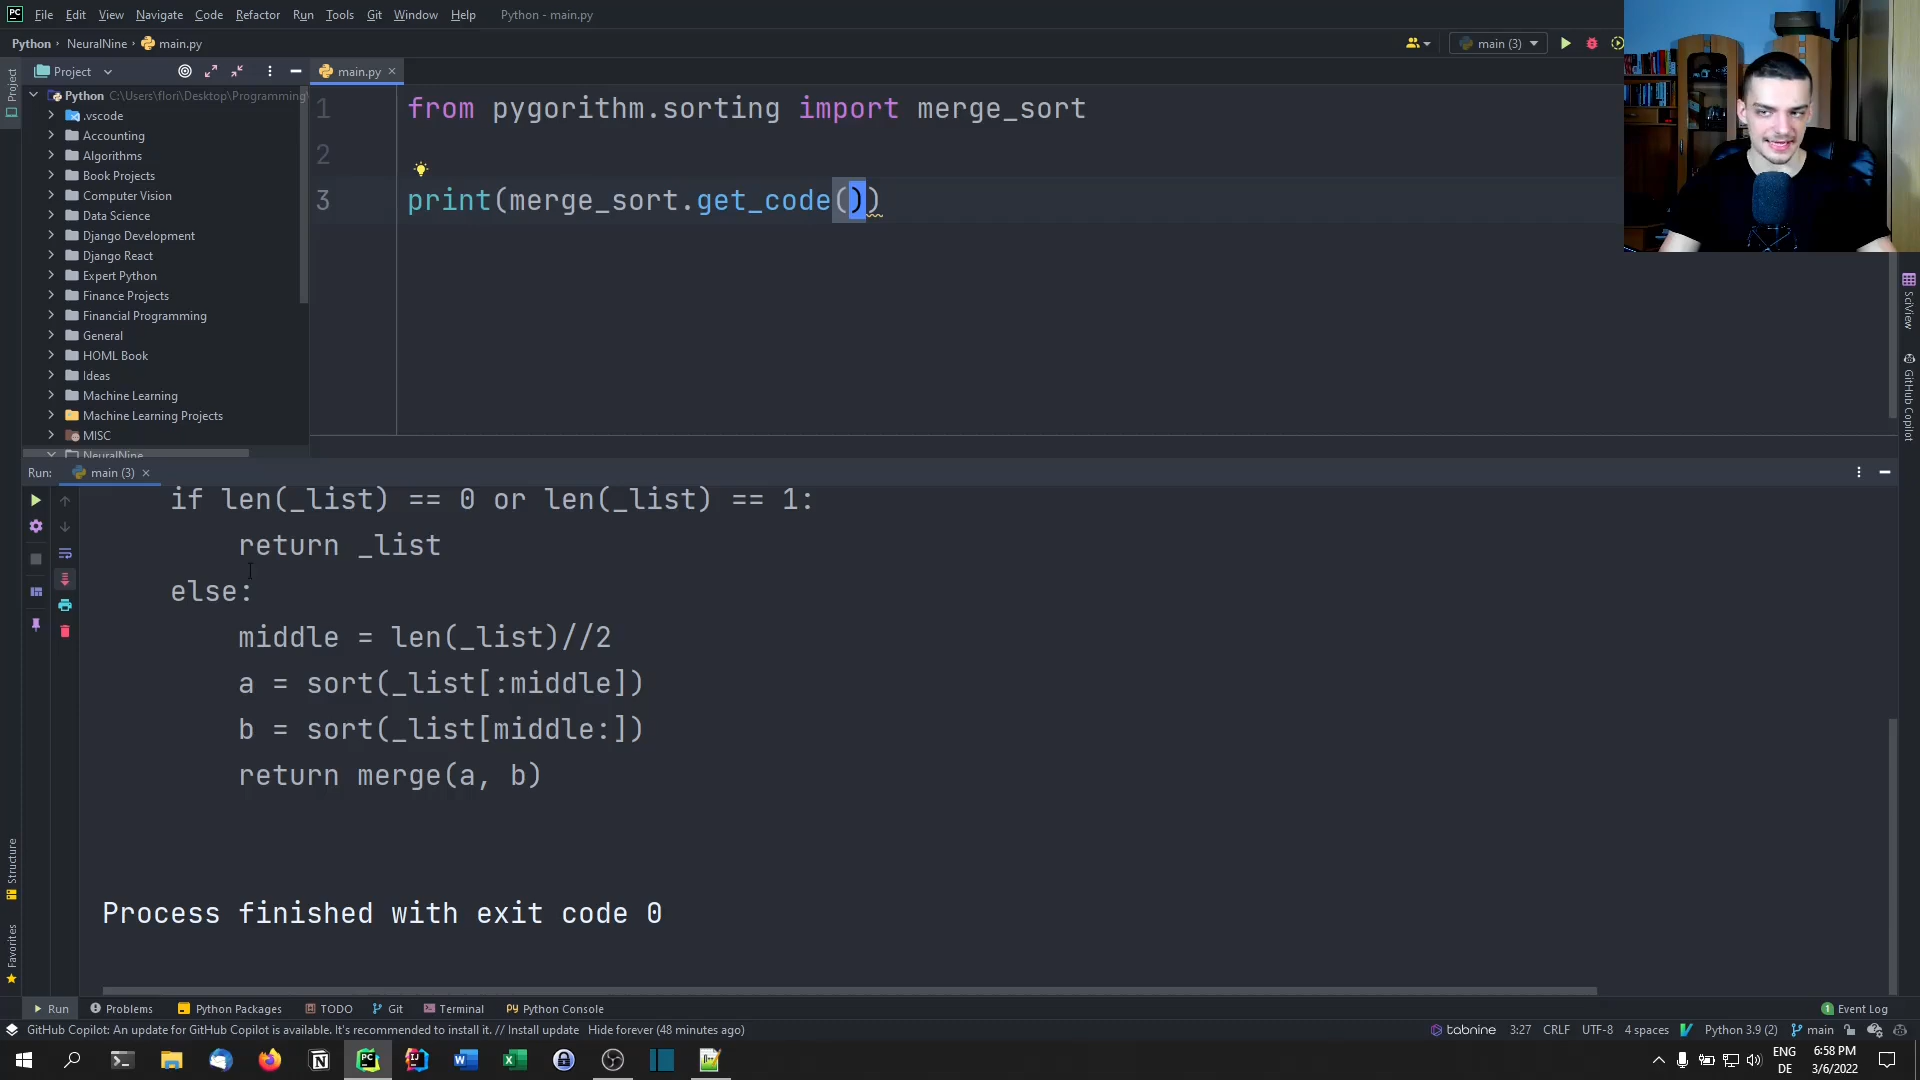 File Edit View Navigate Code Refactor Run Tools Git Window Help Python - main.py
Python NeuralNine main.py main (3)
Project main.py
Python C:\Users\flori\Desktop\Programming
.vscode
Accounting
Algorithms
Book Projects
Computer Vision
Data Science
Django Development
Django React
Expert Python
Finance Projects
Financial Programming
General
HOML Book
Ideas
Machine Learning
Machine Learning Projects
MISC
NeuralNine
1 from pygorithm.sorting import merge_sort
2
3 print(merge_sort.get_code())
Project
SciView
GitHub Copilot
Run: main (3)
if len(_list) == 0 or len(_list) == 1:
return _list
else:
middle = len(_list)//2
a = sort(_list[:middle])
b = sort(_list[middle:])
return merge(a, b)
Process finished with exit code 0
Structure
Favorites
Run Problems Python Packages TODO Git Terminal Python Console 1 Event Log
GitHub Copilot: An update for GitHub Copilot is available. It's recommended to install it. // Install update Hide forever (48 minutes ago) tabnine 3:27 CRLF UTF-8 4 spaces Python 3.9 (2) main
ENG 6:58 PM
DE 3/6/2022